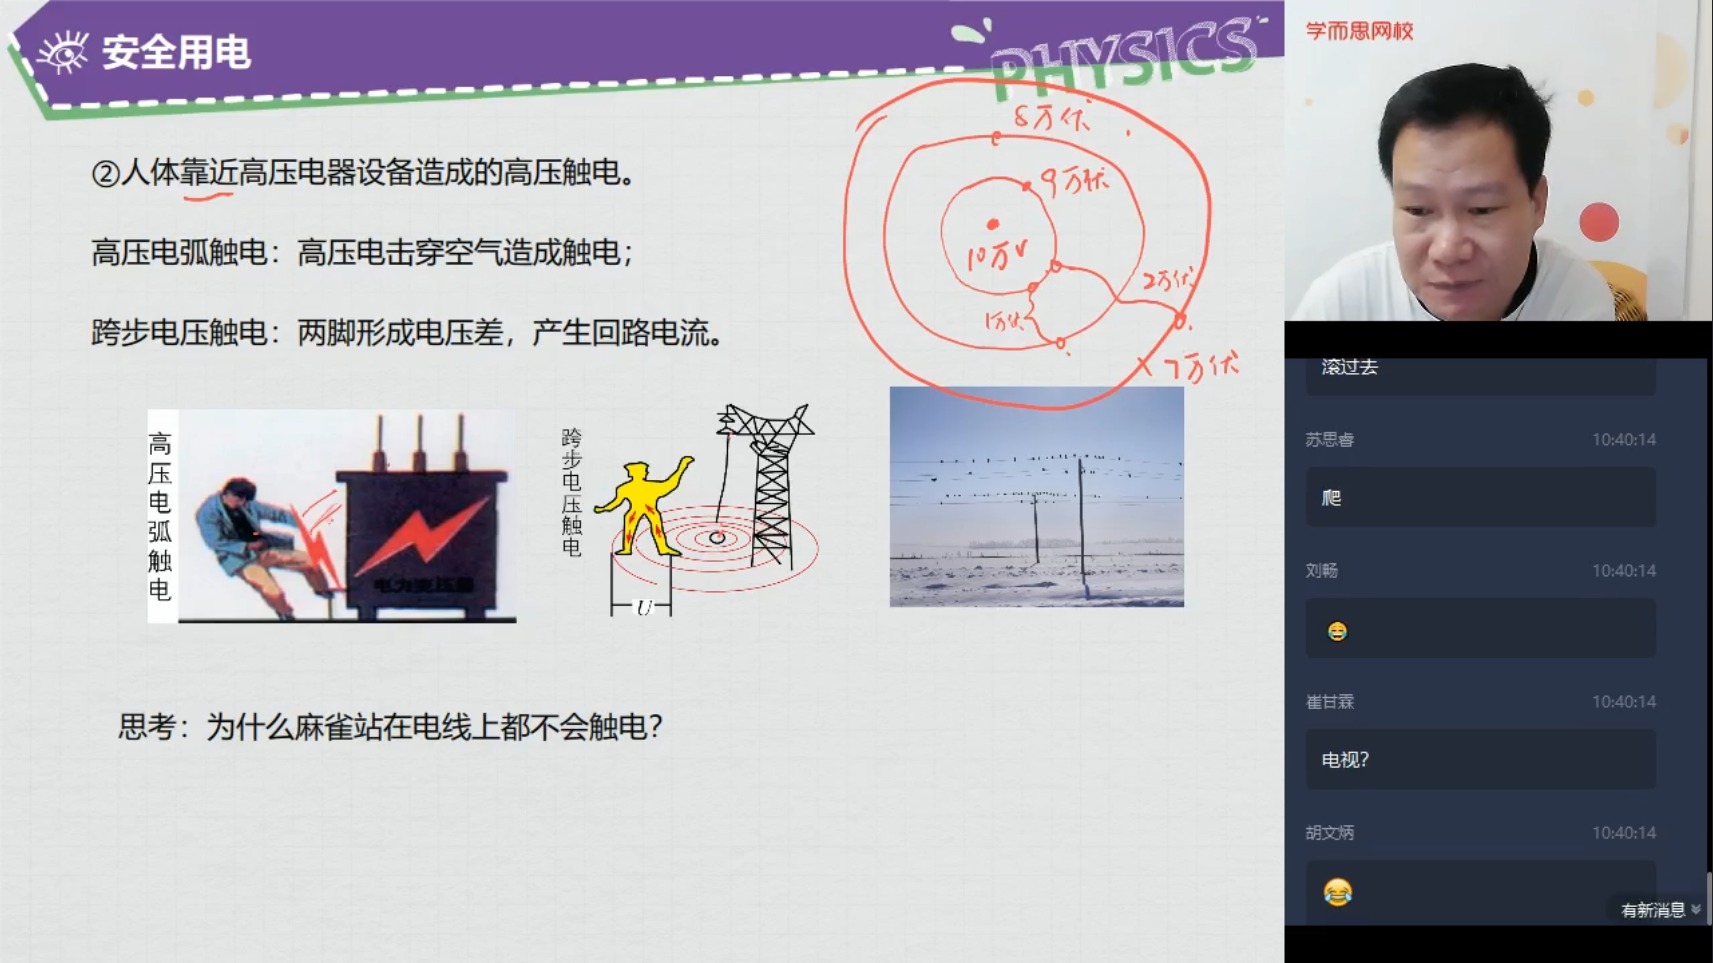 安全用电
PHYSICS
②人体靠近高压电器设备造成的高压触电。
高压电弧触电：高压电击穿空气造成触电；
跨步电压触电：两脚形成电压差，产生回路电流。
8万伏
9万伏
10万V
2万伏
1万伏
7万伏
高压电弧触电
电力变压器
跨步电压触电
U
思考：为什么麻雀站在电线上都不会触电？
学而思网校
滚过去
苏思睿 10:40:14
爬
刘畅 10:40:14
😂
崔甘霖 10:40:14
电视？
胡文炳 10:40:14
😂
有新消息